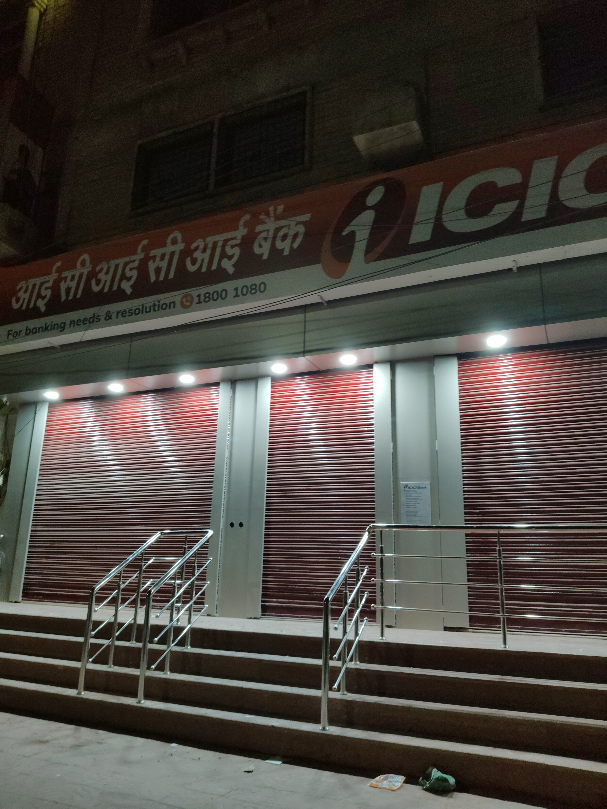 आई सी आई सी आई बैंक
ICIC
For banking needs & resolution 1800 1080